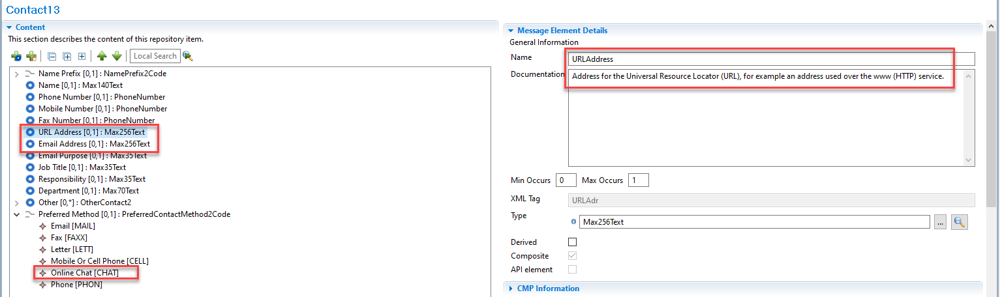 Contact13
Content
This section describes the content of this repository item.
Local Search
Name Prefix [0,1] : NamePrefix2Code
Name [0,1] : Max140Text
Phone Number [0,1] : PhoneNumber
Mobile Number [0,1] : PhoneNumber
Fax Number [0,1] : PhoneNumber
URL Address [0,1] : Max256Text
Email Address [0,1] : Max256Text
Email Purpose [0,1] : Max35Text
Job Title [0,1] : Max35Text
Responsibility [0,1] : Max35Text
Department [0,1] : Max70Text
Other [0,*] : OtherContact2
Preferred Method [0,1] : PreferredContactMethod2Code
Email [MAIL]
Fax [FAXX]
Letter [LETT]
Mobile Or Cell Phone [CELL]
Online Chat [CHAT]
Phone [PHON]
Message Element Details
General Information
Name URLAddress
Documentation Address for the Universal Resource Locator (URL), for example an address used over the www (HTTP) service.
Min Occurs 0 Max Occurs 1
XML Tag URLAdr
Type Max256Text ...
Derived
Composite
API element
CMP Information